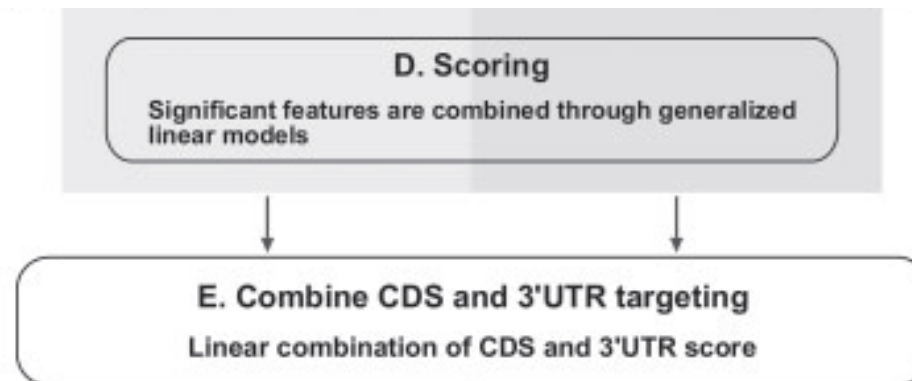 D. Scoring
Significant features are combined through generalized
linear models
E. Combine CDS and 3'UTR targeting
Linear combination of CDS and 3'UTR score